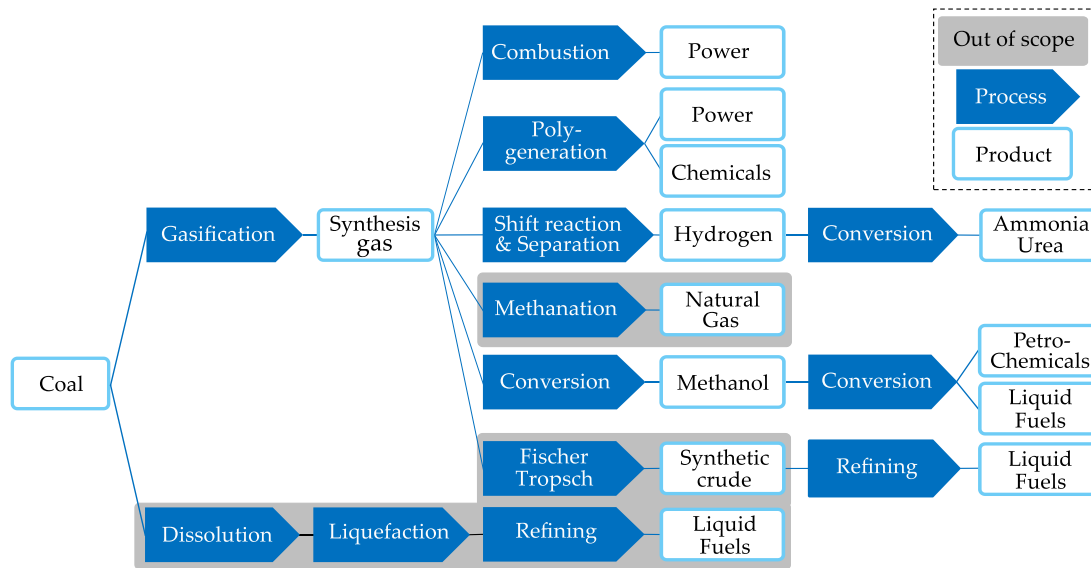 Combustion
Power
Out of scope
Process
Product
Poly-
generation
Power
Chemicals
Gasification
Synthesis
gas
Shift reaction
& Separation
Hydrogen
Conversion
Ammonia
Urea
Methanation
Natural
Gas
Coal
Conversion
Methanol
Conversion
Petro-
Chemicals
Liquid
Fuels
Fischer
Tropsch
Synthetic
crude
Refining
Liquid
Fuels
Dissolution
Liquefaction
Refining
Liquid
Fuels